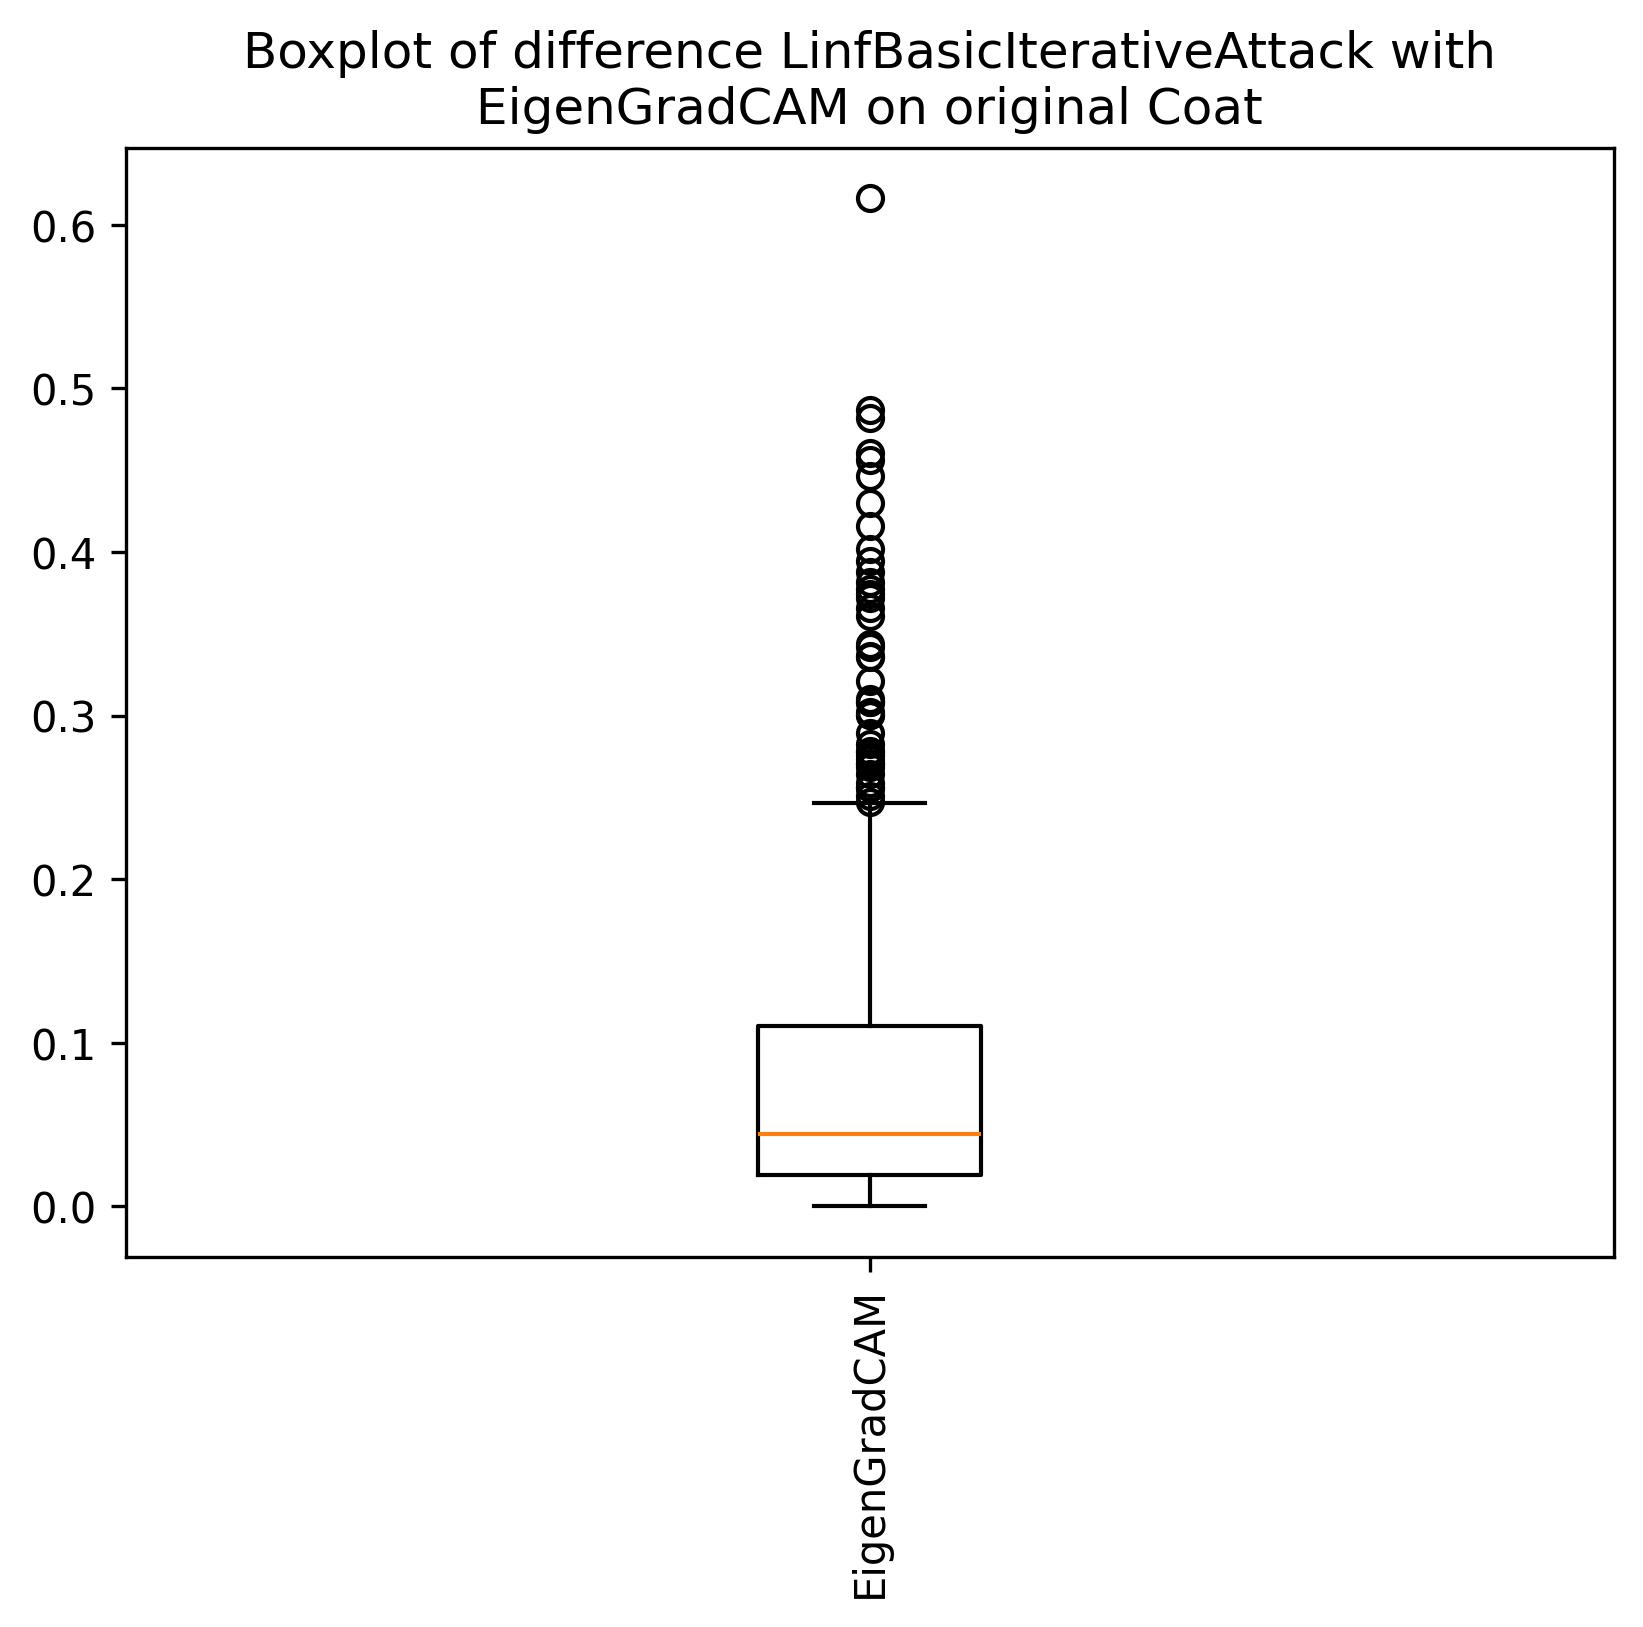 Boxplot of difference LinfBasicIterativeAttack with
EigenGradCAM on original Coat
0.6
0.5
0.4
0.3
0.2
0.1
0.0
EigenGradCAM